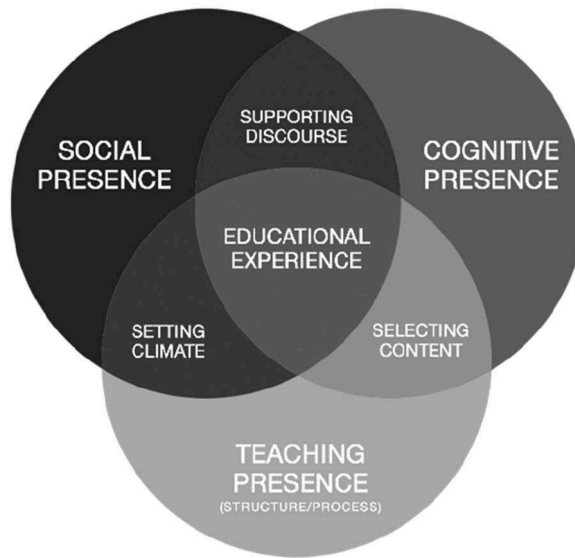 SUPPORTING
DISCOURSE
SOCIAL
PRESENCE
COGNITIVE
PRESENCE
EDUCATIONAL
EXPERIENCE
SETTING
CLIMATE
SELECTING
CONTENT
TEACHING
PRESENCE
(STRUCTURE/PROCESS)